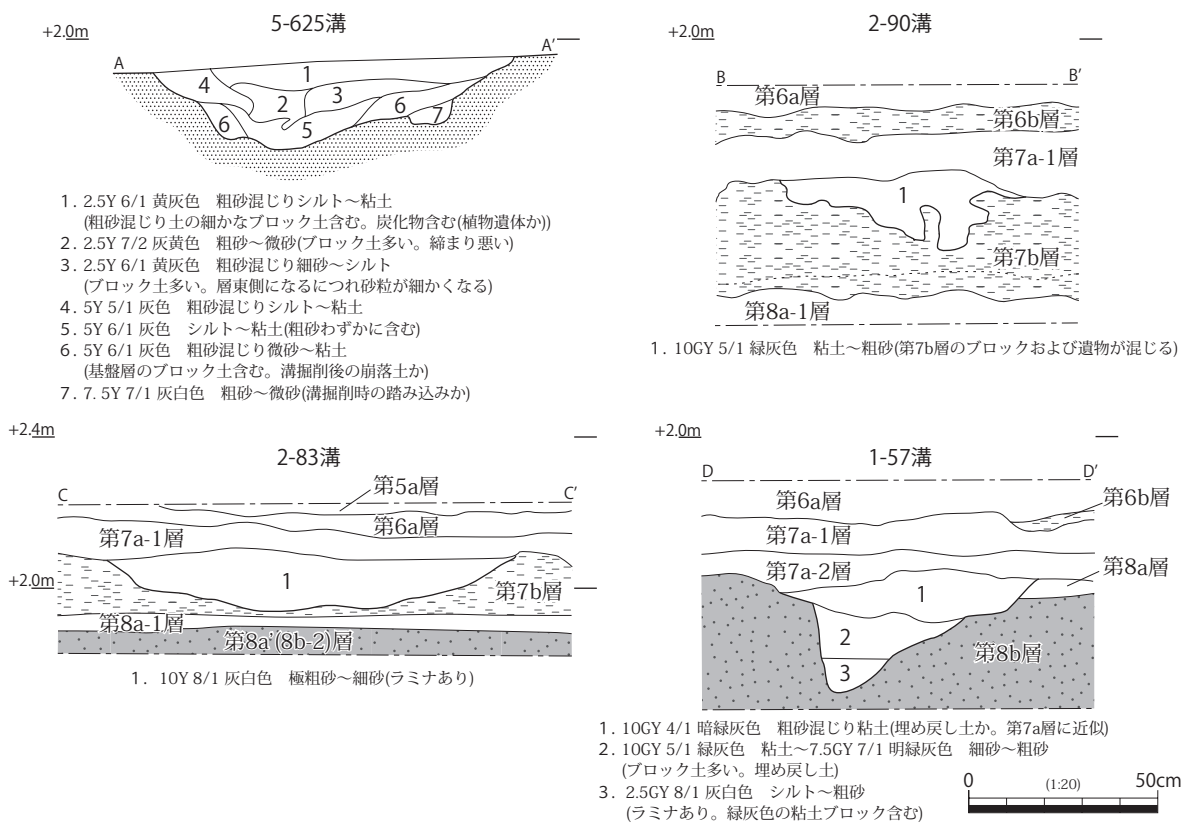 5-625溝
+2.0m
A
A'
1
4
2
3
6
7
6
5
1. 2.5Y 6/1 黄灰色　粗砂混じりシルト～粘土
(粗砂混じり土の細かなブロック土含む。炭化物含む(植物遺体か))
2. 2.5Y 7/2 灰黄色　粗砂～微砂(ブロック土多い。締まり悪い)
3. 2.5Y 6/1 黄灰色　粗砂混じり細砂～シルト
(ブロック土多い。層東側になるにつれ砂粒が細かくなる)
4. 5Y 5/1 灰色　粗砂混じりシルト～粘土
5. 5Y 6/1 灰色　シルト～粘土(粗砂わずかに含む)
6. 5Y 6/1 灰色　粗砂混じり微砂～粘土
(基盤層のブロック土含む。溝掘削後の崩落土か)
7. 7. 5Y 7/1 灰白色　粗砂～微砂(溝掘削時の踏み込みか)
2-90溝
+2.0m
B
B'
第6a層
第6b層
第7a-1層
1
第7b層
第8a-1層
1. 10GY 5/1 緑灰色　粘土～粗砂(第7b層のブロックおよび遺物が混じる)
+2.4m
2-83溝
C
C'
第5a層
第6a層
第7a-1層
+2.0m
1
第7b層
第8a-1層
第8a'(8b-2)層
1. 10Y 8/1 灰白色　極粗砂～細砂(ラミナあり)
+2.0m
1-57溝
D
D'
第6a層
第6b層
第7a-1層
第7a-2層
第8a層
1
2
3
第8b層
1. 10GY 4/1 暗緑灰色　粗砂混じり粘土(埋め戻し土か。第7a層に近似)
2. 10GY 5/1 緑灰色　粘土～7.5GY 7/1 明緑灰色　細砂～粗砂
(ブロック土多い。埋め戻し土)
3. 2.5GY 8/1 灰白色　シルト～粗砂
(ラミナあり。緑灰色の粘土ブロック含む)
0
(1:20)
50cm